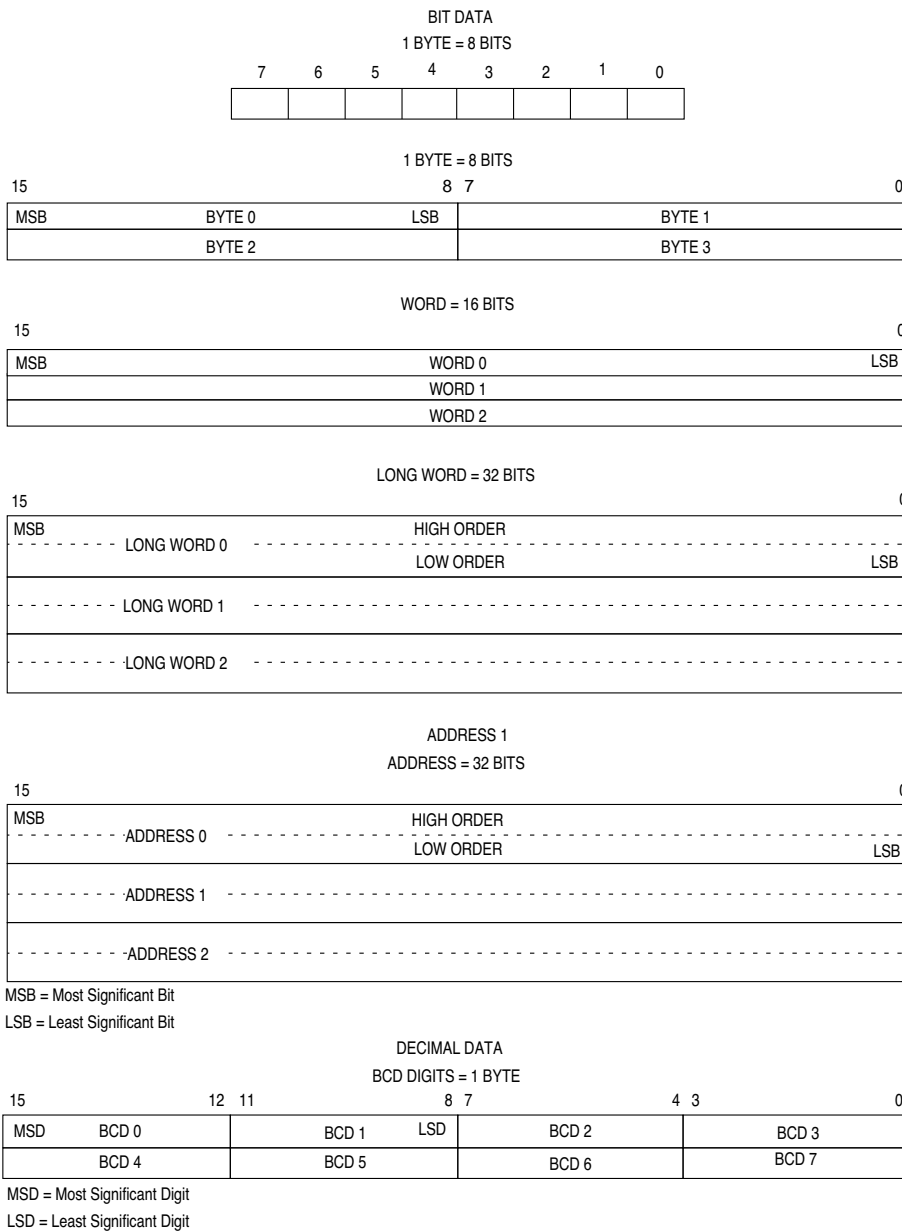 BIT DATA
1 BYTE = 8 BITS
7 6 5 4 3 2 1 0
1 BYTE = 8 BITS
15 8 7 0
MSB BYTE 0 LSB BYTE 1
BYTE 2 BYTE 3
WORD = 16 BITS
15 0
MSB WORD 0 LSB
WORD 1
WORD 2
LONG WORD = 32 BITS
15 0
MSB HIGH ORDER
LONG WORD 0
LOW ORDER LSB
LONG WORD 1
LONG WORD 2
ADDRESS 1
ADDRESS = 32 BITS
15 0
MSB HIGH ORDER
ADDRESS 0
LOW ORDER LSB
ADDRESS 1
ADDRESS 2
MSB = Most Significant Bit
LSB = Least Significant Bit
DECIMAL DATA
BCD DIGITS = 1 BYTE
15 12 11 8 7 4 3 0
MSD BCD 0 BCD 1 LSD BCD 2 BCD 3
BCD 4 BCD 5 BCD 6 BCD 7
MSD = Most Significant Digit
LSD = Least Significant Digit